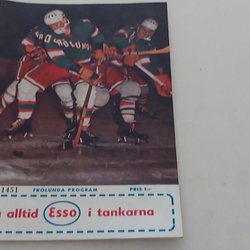 FRÖLUNDA
1451 FRÖLUNDA PROGRAM PRIS 1:-
alltid Esso i tankarna